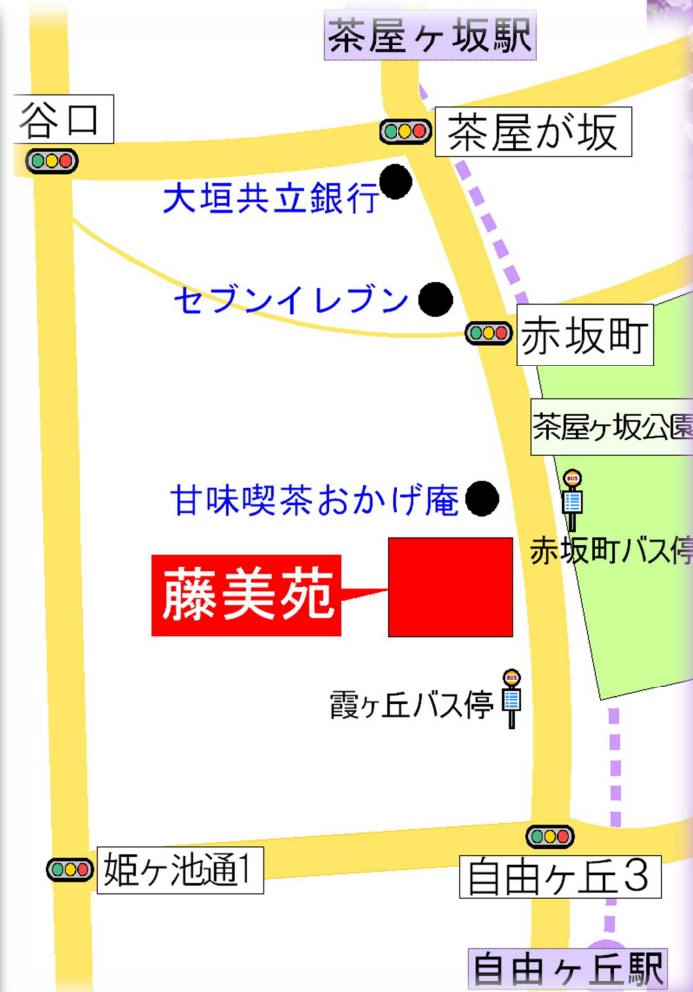 茶屋ヶ坂駅
谷口
茶屋が坂
大垣共立銀行
セブンイレブン
赤坂町
茶屋ヶ坂公園
甘味喫茶おかげ庵
BUS
赤坂町バス停
藤美苑
BUS
霞ヶ丘バス停
姫ヶ池通1
自由ヶ丘3
自由ヶ丘駅